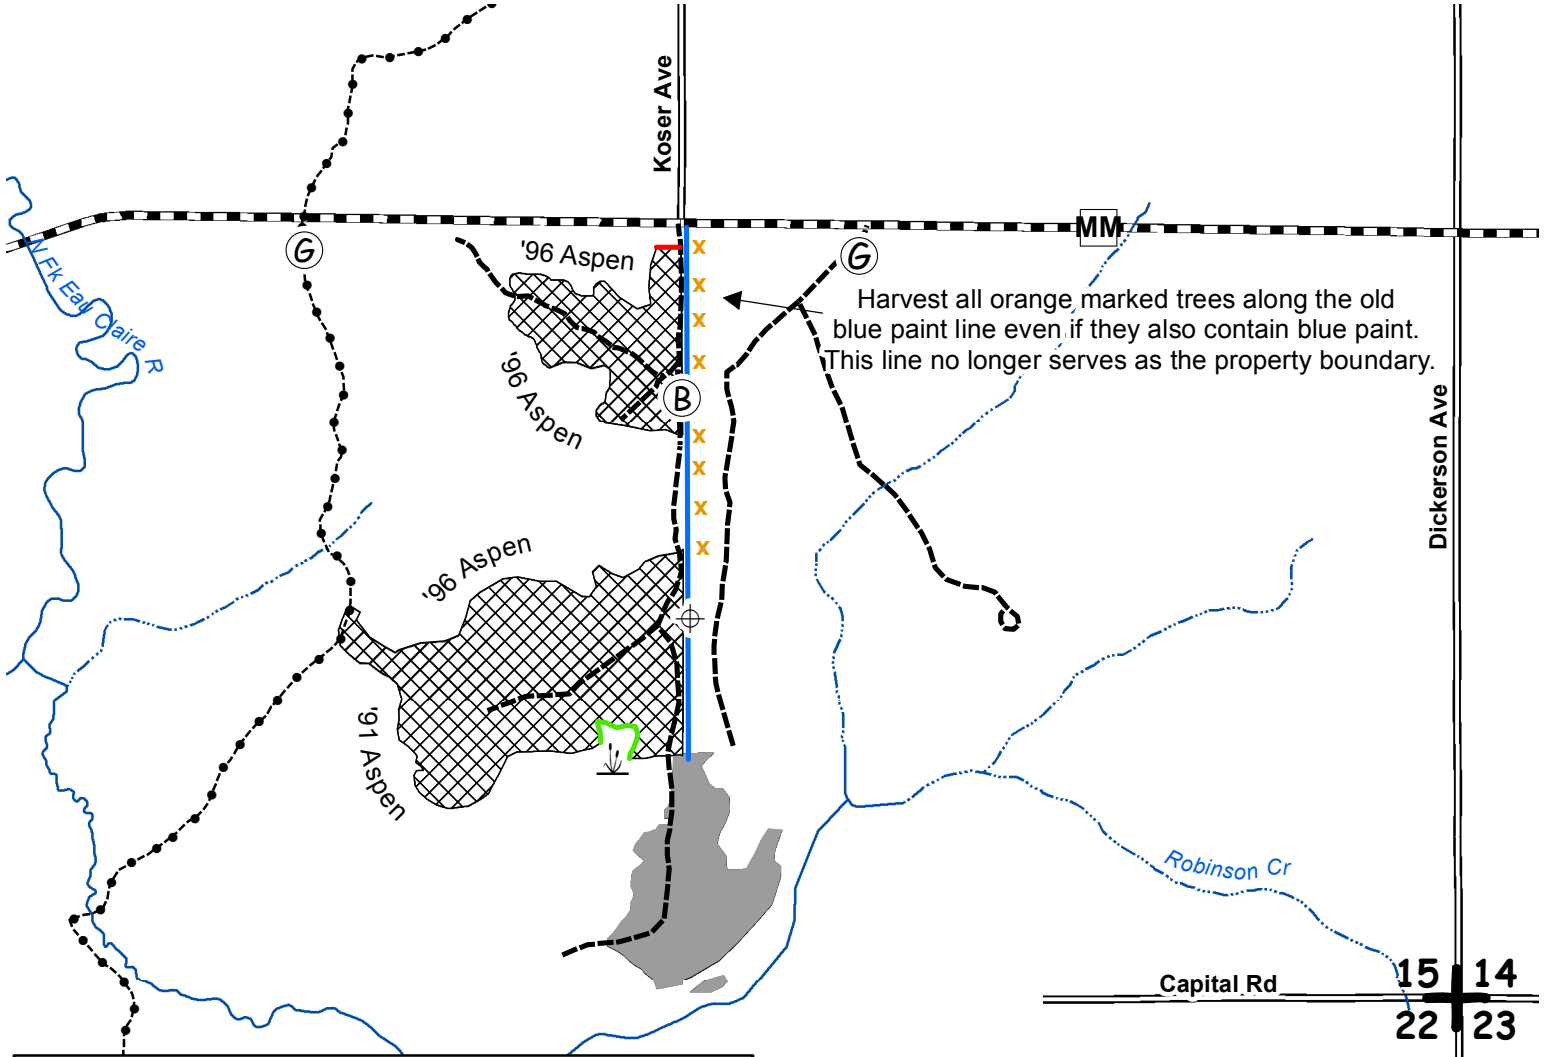 Koser Ave
MM
G
G
'96 Aspen
N Fk Eau Claire R
Harvest all orange marked trees along the old
blue paint line even if they also contain blue paint.
This line no longer serves as the property boundary.
x
x
x
x
'96 Aspen
B
x
x
x
x
Dickerson Ave
'96 Aspen
'91 Aspen
Robinson Cr
Capital Rd
15 14
22 23